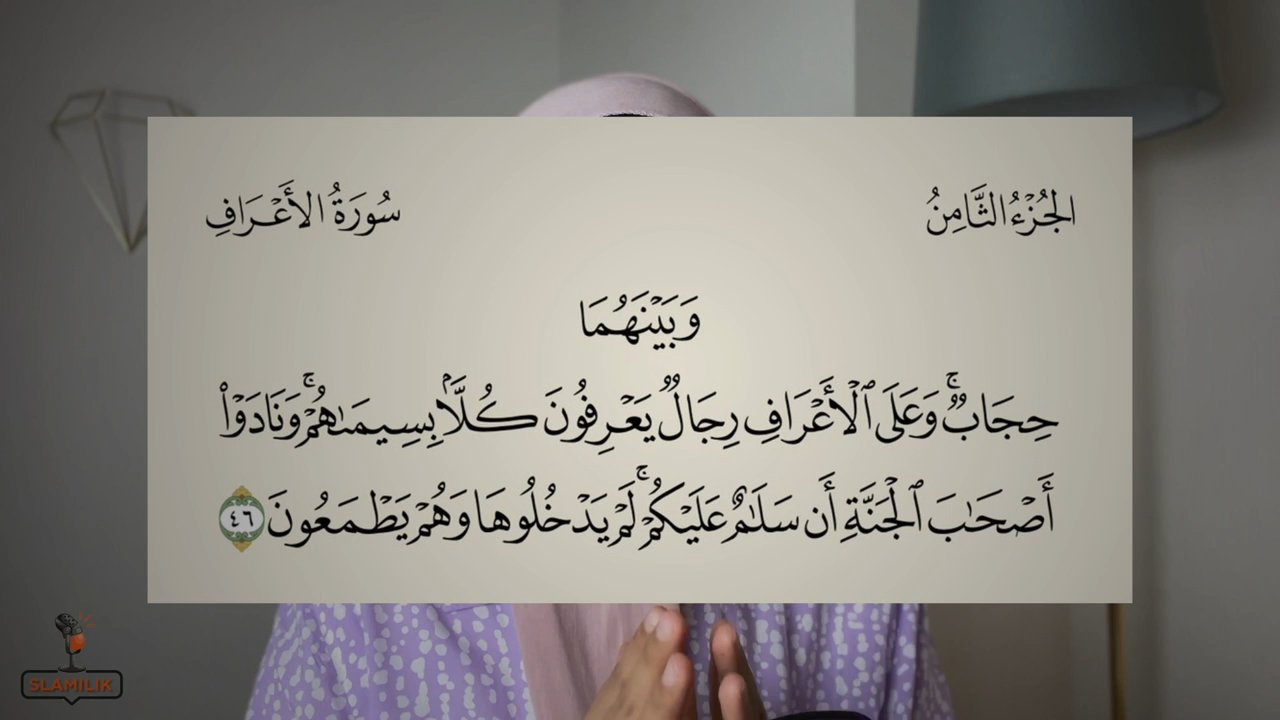 الجُزْءُ الثَّامِنُ
سُورَةُ الأَعْرَافِ
وَبَيْنَهُمَا
حِجَابٌۚ وَعَلَى ٱلْأَعْرَافِ رِجَالٌ يَعْرِفُونَ كُلًّۢا بِسِيمَىٰهُمْۚ وَنَادَوْا۟
أَصْحَٰبَ ٱلْجَنَّةِ أَن سَلَٰمٌ عَلَيْكُمْۚ لَمْ يَدْخُلُوهَا وَهُمْ يَطْمَعُونَ ٤٦
SLAMILIK